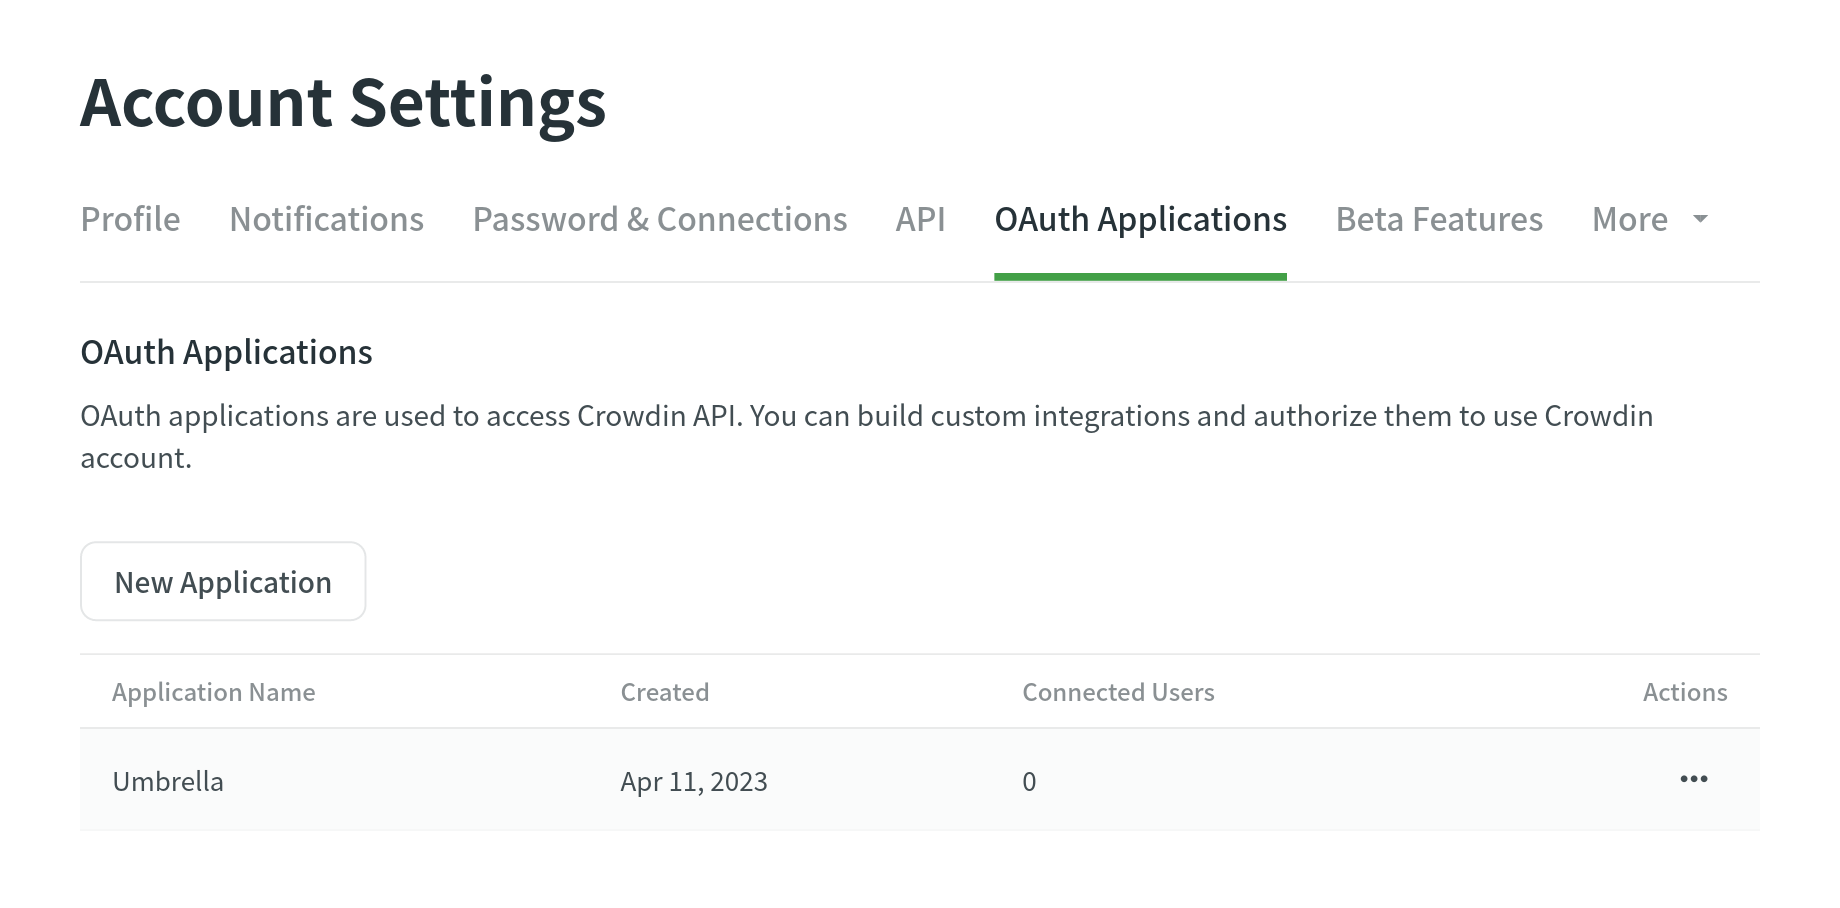 Account Settings
Profile Notifications Password & Connections API OAuth Applications Beta Features More
OAuth Applications
OAuth applications are used to access Crowdin API. You can build custom integrations and authorize them to use Crowdin
account.
New Application
Application Name Created Connected Users Actions
Umbrella Apr 11, 2023 0